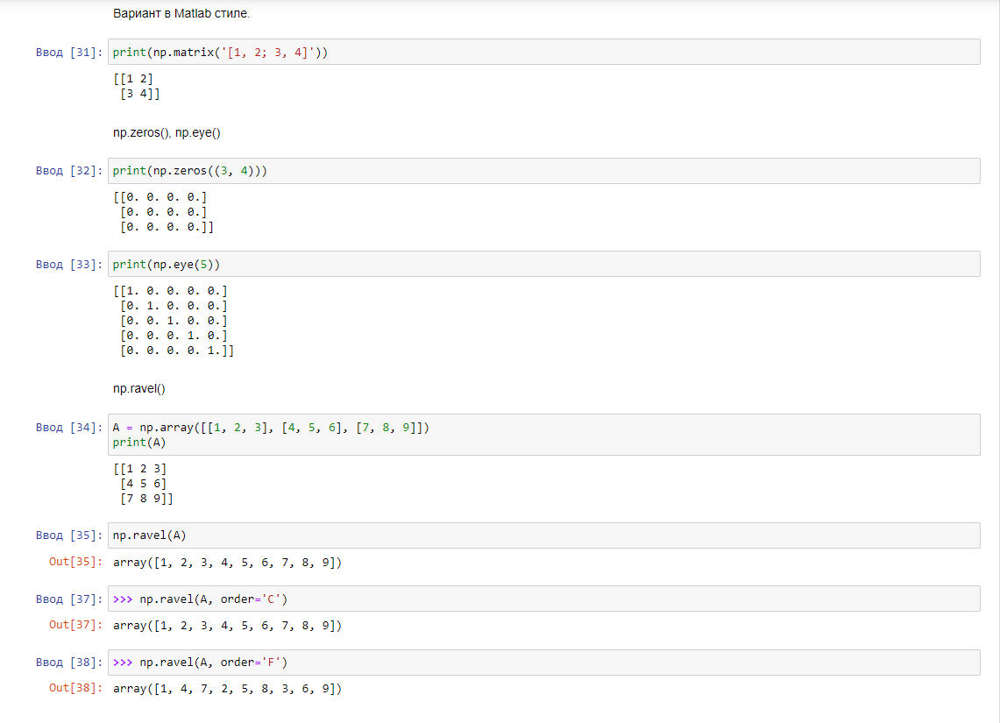 Вариант в Matlab стиле.
Ввод [31]: print(np.matrix('[1, 2; 3, 4]'))
[[1 2]
 [3 4]]
np.zeros(), np.eye()
Ввод [32]: print(np.zeros((3, 4)))
[[0. 0. 0. 0.]
 [0. 0. 0. 0.]
 [0. 0. 0. 0.]]
Ввод [33]: print(np.eye(5))
[[1. 0. 0. 0. 0.]
 [0. 1. 0. 0. 0.]
 [0. 0. 1. 0. 0.]
 [0. 0. 0. 1. 0.]
 [0. 0. 0. 0. 1.]]
np.ravel()
Ввод [34]: A = np.array([[1, 2, 3], [4, 5, 6], [7, 8, 9]])
print(A)
[[1 2 3]
 [4 5 6]
 [7 8 9]]
Ввод [35]: np.ravel(A)
Out[35]: array([1, 2, 3, 4, 5, 6, 7, 8, 9])
Ввод [37]: >>> np.ravel(A, order='C')
Out[37]: array([1, 2, 3, 4, 5, 6, 7, 8, 9])
Ввод [38]: >>> np.ravel(A, order='F')
Out[38]: array([1, 4, 7, 2, 5, 8, 3, 6, 9])